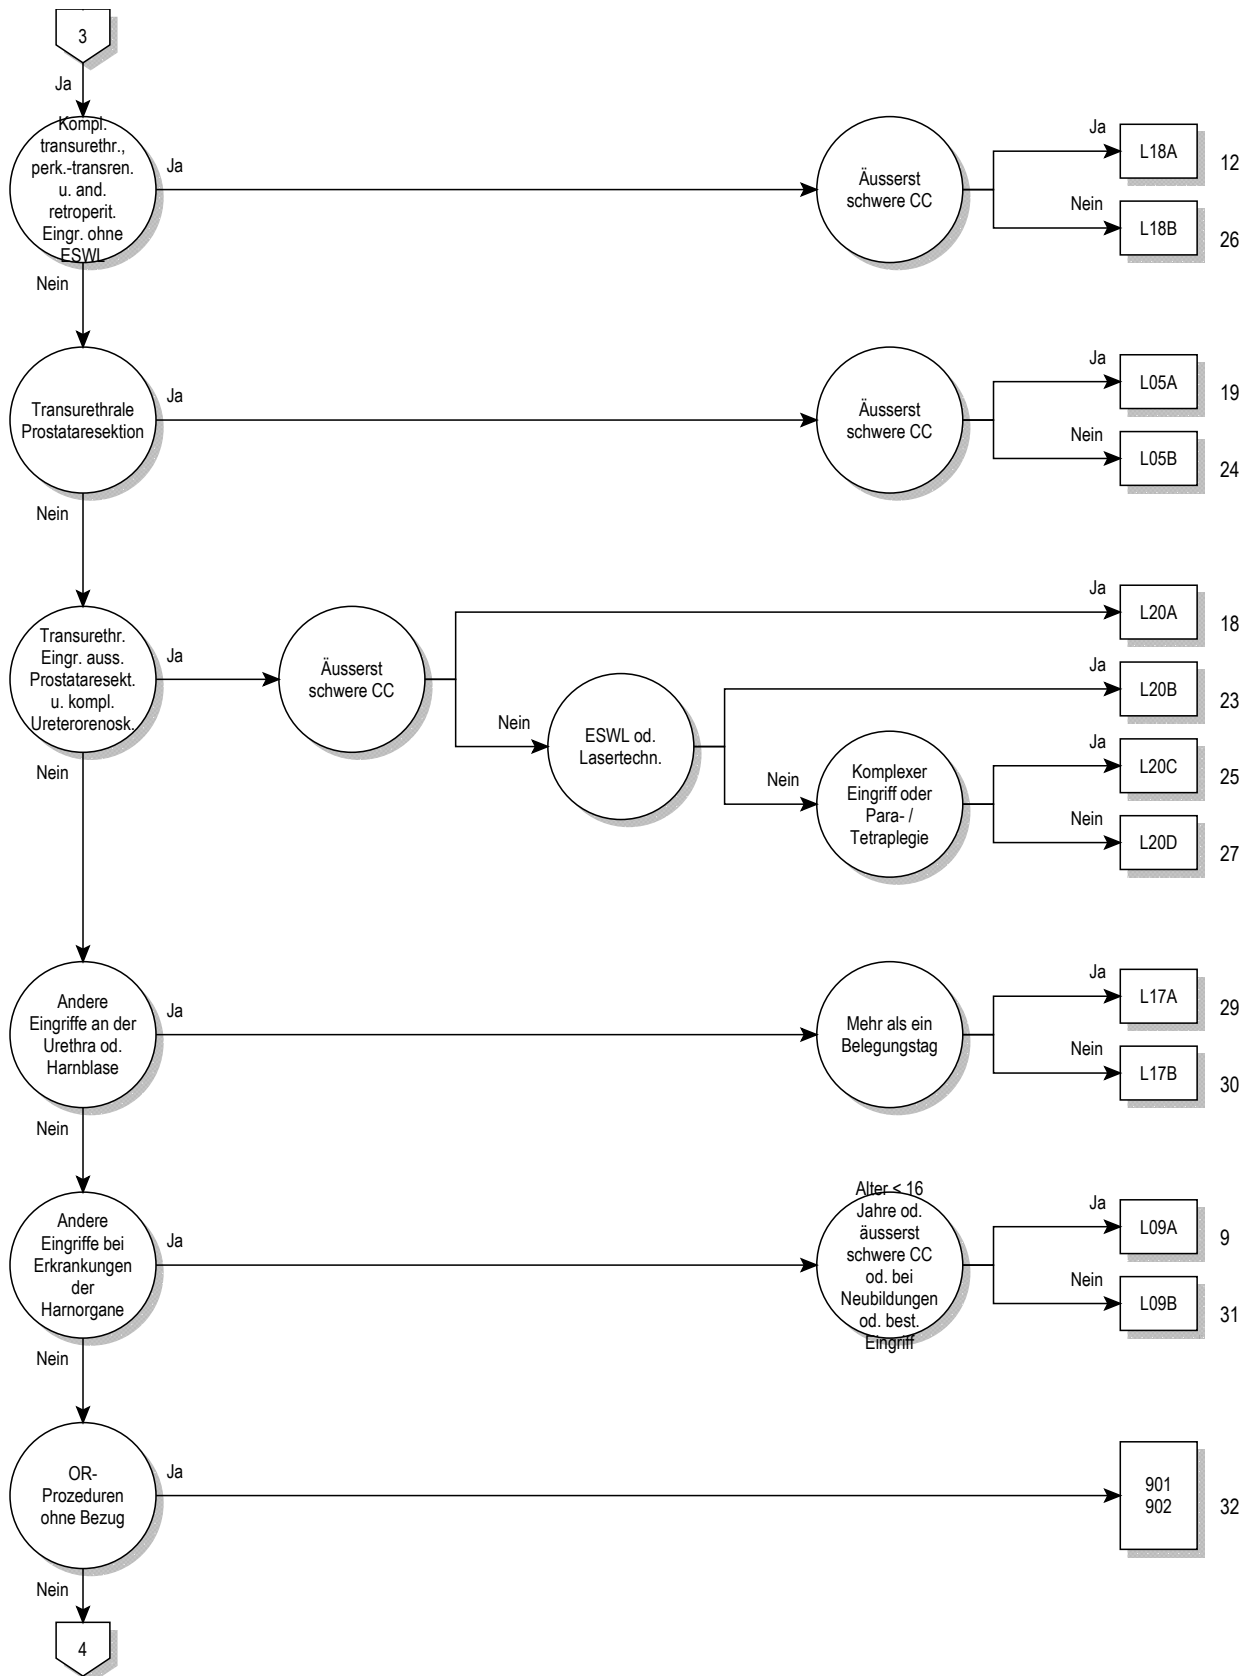 3
Ja
Kompl.
transurethr.,
perk.-transren.
u. and.
retroperit.
Eingr. ohne
ESWL
Ja
Äusserst
schwere CC
Ja
L18A
12
Nein
L18B
26
Nein
Transurethrale
Prostataresektion
Ja
Äusserst
schwere CC
Ja
L05A
19
Nein
L05B
24
Nein
Transurethr.
Eingr. auss.
Prostataresekt.
u. kompl.
Ureterorenosk.
Ja
Äusserst
schwere CC
Ja
L20A
18
Nein
ESWL od.
Lasertechn.
Ja
L20B
23
Nein
Komplexer
Eingriff oder
Para- /
Tetraplegie
Ja
L20C
25
Nein
L20D
27
Nein
Andere
Eingriffe an der
Urethra od.
Harnblase
Ja
Mehr als ein
Belegungstag
Ja
L17A
29
Nein
L17B
30
Nein
Andere
Eingriffe bei
Erkrankungen
der
Harnorgane
Ja
Alter < 16
Jahre od.
äusserst
schwere CC
od. bei
Neubildungen
od. best.
Eingriff
Ja
L09A
9
Nein
L09B
31
Nein
OR-
Prozeduren
ohne Bezug
Ja
901
902
32
Nein
4